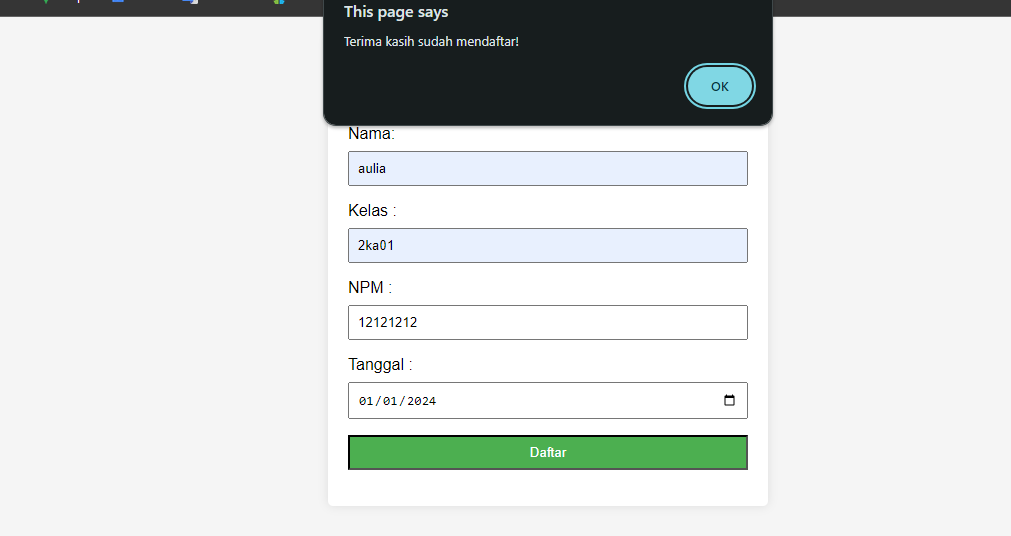 This page says
Terima kasih sudah mendaftar!
OK
Nama:
aulia
Kelas :
2ka01
NPM :
12121212
Tanggal :
01/01/2024
Daftar